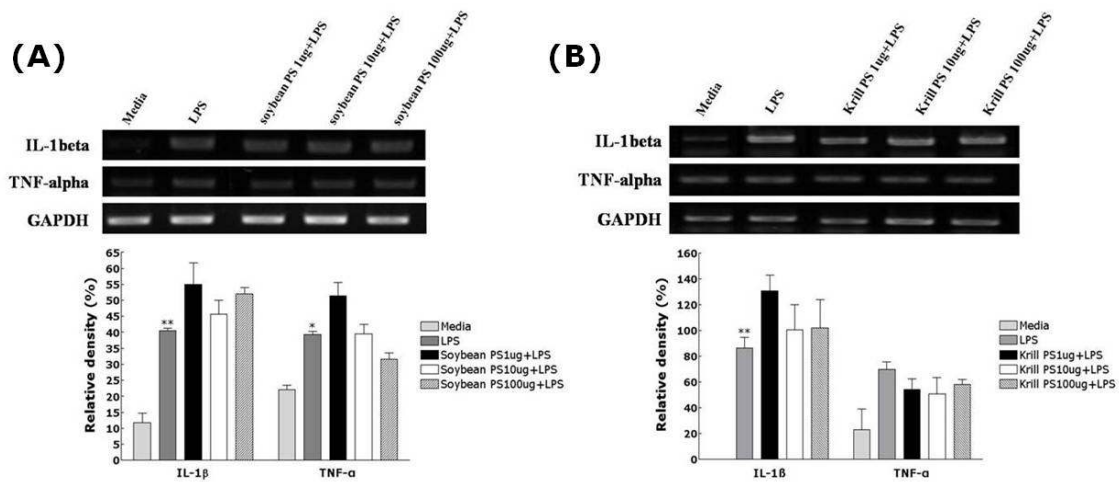 (A)
Media
LPS
soybean PS 1ug+LPS
soybean PS 10ug+LPS
soybean PS 100ug+LPS
IL-1beta
TNF-alpha
GAPDH
65
60
55
50
45
40
35
30
25
20
15
10
5
0
Relative density (%)
**
*
IL-1β
TNF-α
Media
LPS
Soybean PS1ug+LPS
Soybean PS10ug+LPS
Soybean PS100ug+LPS
(B)
Media
LPS
Krill PS 1ug+LPS
Krill PS 10ug+LPS
Krill PS 100ug+LPS
IL-1beta
TNF-alpha
GAPDH
160
140
120
100
80
60
40
20
0
Relative density (%)
**
IL-1ß
TNF-α
Media
LPS
Krill PS1ug+LPS
Krill PS10ug+LPS
Krill PS100ug+LPS